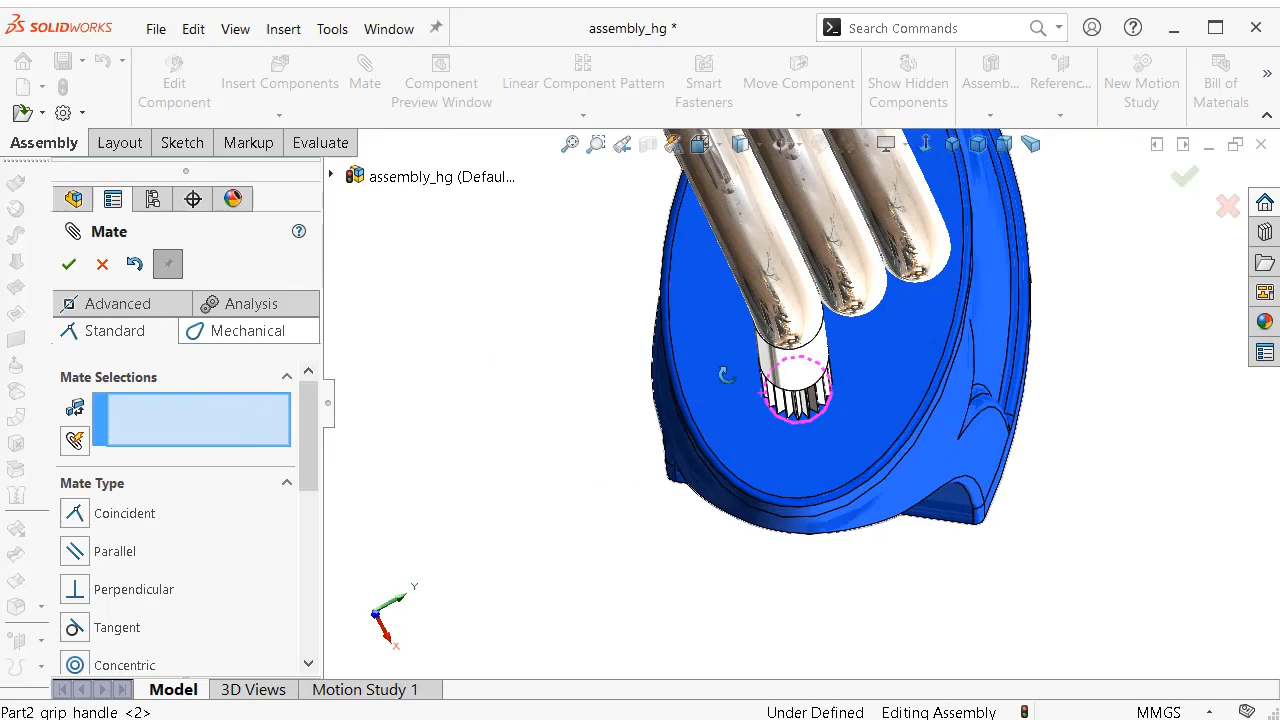 SOLIDWORKS File Edit View Insert Tools Window assembly_hg * Search Commands
Edit Component Insert Components Mate Component Preview Window Linear Component Pattern Smart Fasteners Move Component Show Hidden Components Assemb... Referenc... New Motion Study Bill of Materials
Assembly Layout Sketch Markup Evaluate
assembly_hg (Defaul...
Mate
Advanced Analysis
Standard Mechanical
Mate Selections
Mate Type
Coincident
Parallel
Perpendicular
Tangent
Concentric
Y
X
Model 3D Views Motion Study 1
Part2_grip_handle <2> Under Defined Editing Assembly MMGS